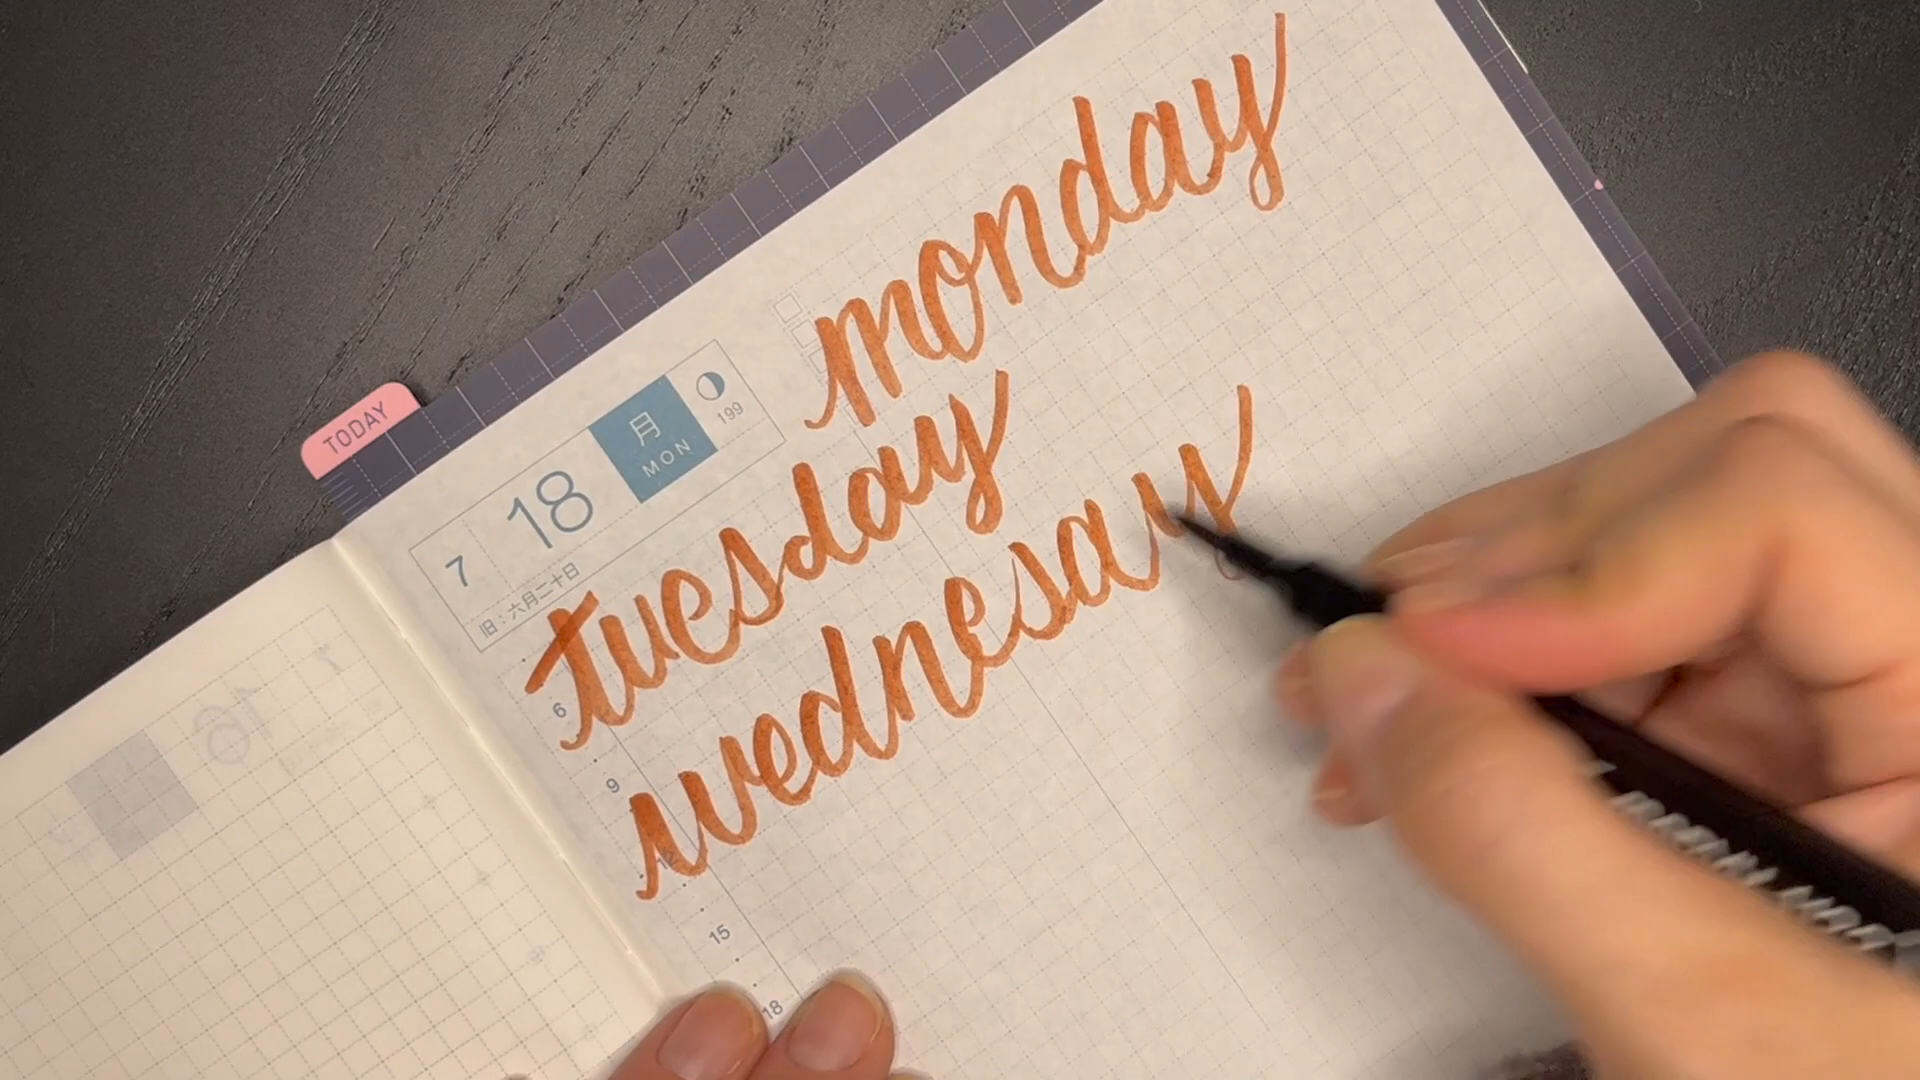 TODAY
monday
7 18 月 MON 199
旧：六月二十日
tuesday
wednesay
6
9
12
15
18